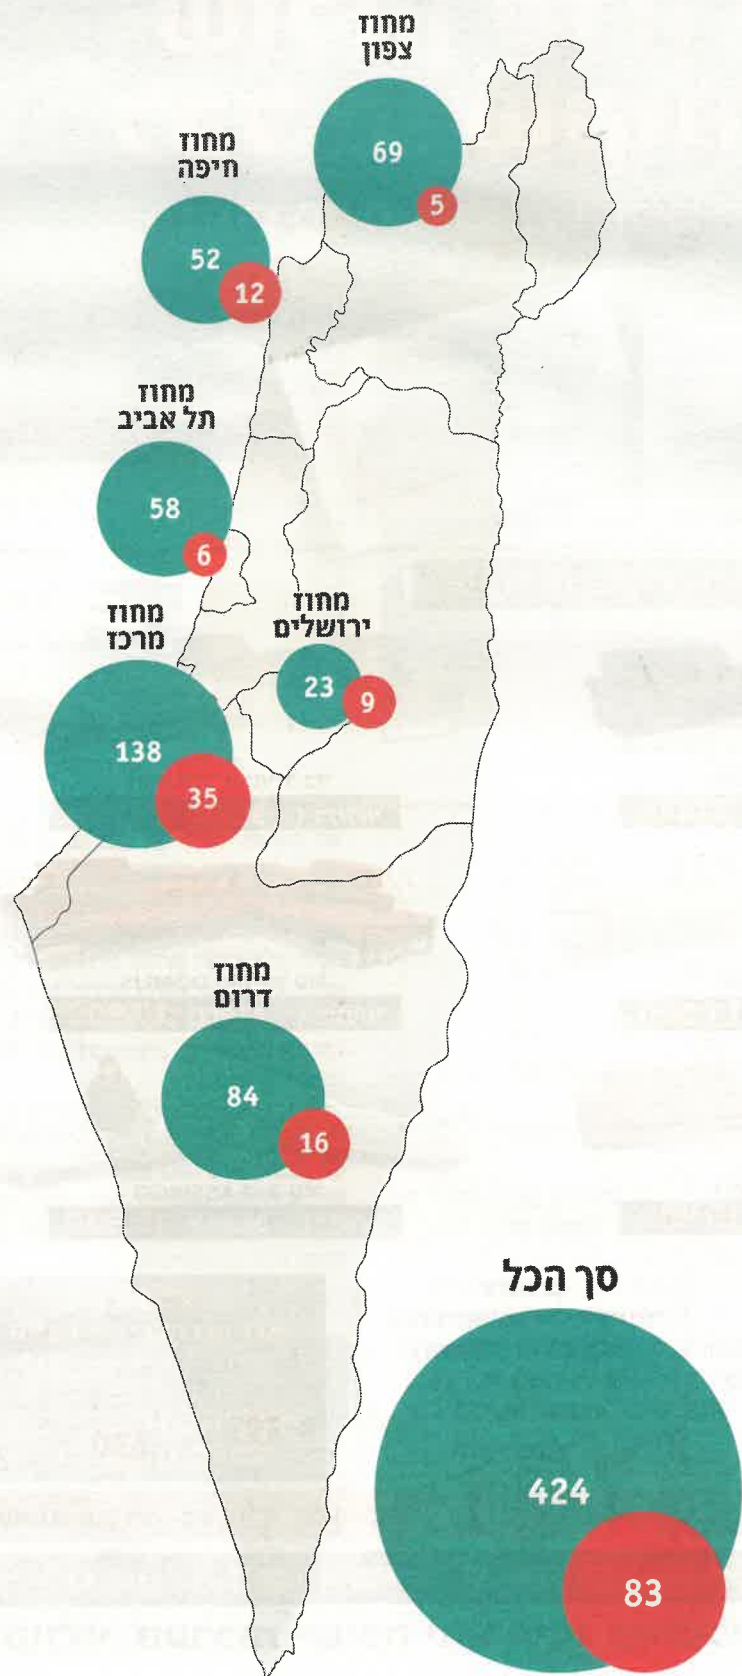 מחוז
צפון
69
5
מחוז
חיפה
52
12
מחוז
תל אביב
58
6
מחוז
ירושלים
23
9
מחוז
מרכז
138
35
מחוז
דרום
84
16
סך הכל
424
83